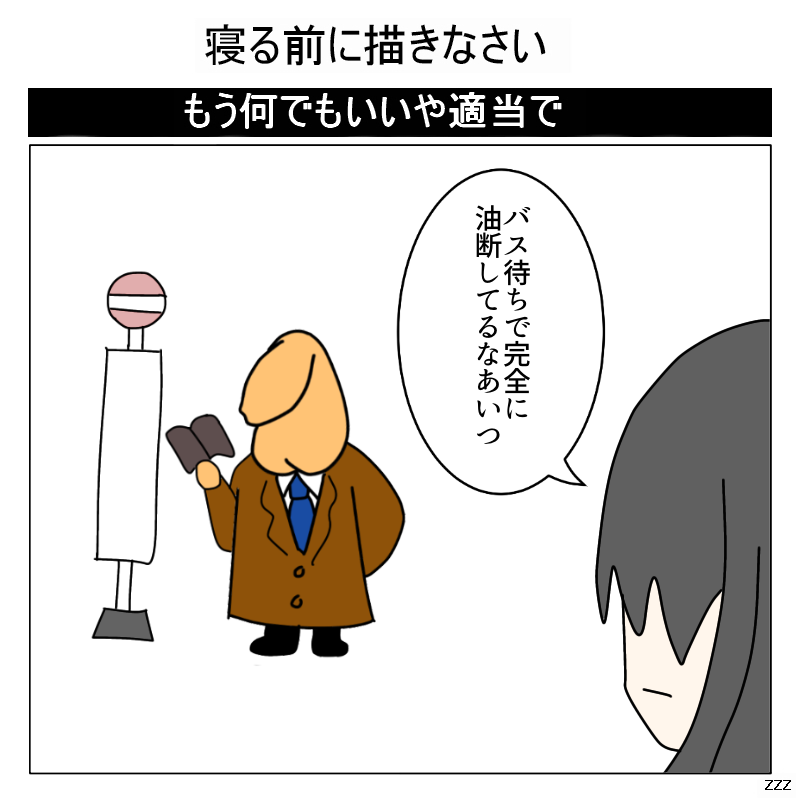 寝る前に描きなさい
もう何でもいいや適当で
バス待ちで完全に
油断してるなあいつ
zzz